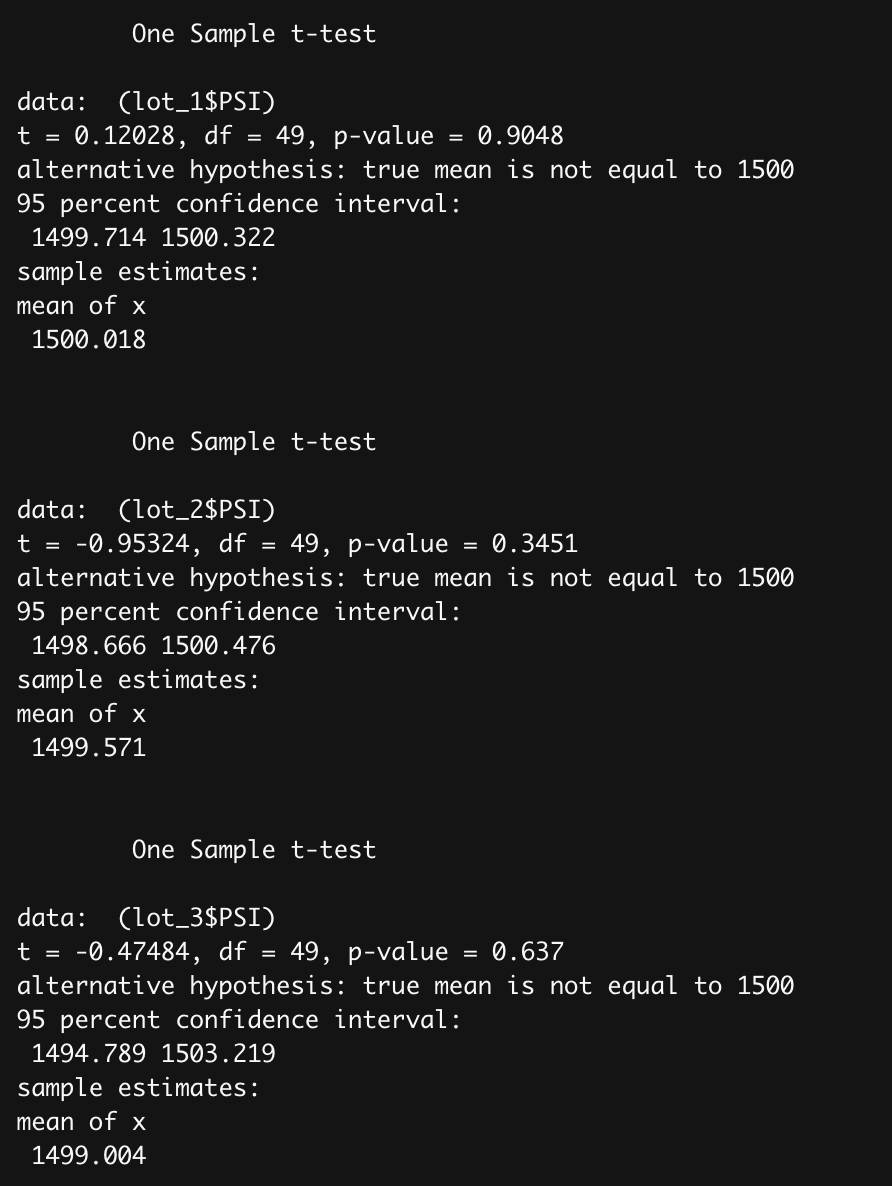 One Sample t-test
data:  (lot_1$PSI)
t = 0.12028, df = 49, p-value = 0.9048
alternative hypothesis: true mean is not equal to 1500
95 percent confidence interval:
 1499.714 1500.322
sample estimates:
mean of x
 1500.018
One Sample t-test
data:  (lot_2$PSI)
t = -0.95324, df = 49, p-value = 0.3451
alternative hypothesis: true mean is not equal to 1500
95 percent confidence interval:
 1498.666 1500.476
sample estimates:
mean of x
 1499.571
One Sample t-test
data:  (lot_3$PSI)
t = -0.47484, df = 49, p-value = 0.637
alternative hypothesis: true mean is not equal to 1500
95 percent confidence interval:
 1494.789 1503.219
sample estimates:
mean of x
 1499.004